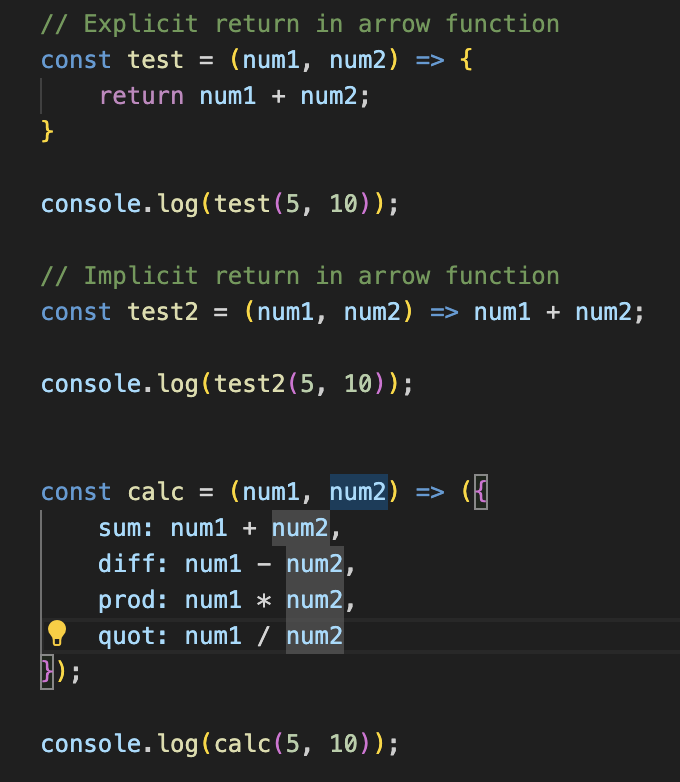 // Explicit return in arrow function
const test = (num1, num2) => {
    return num1 + num2;
}
console.log(test(5, 10));
// Implicit return in arrow function
const test2 = (num1, num2) => num1 + num2;
console.log(test2(5, 10));
const calc = (num1, num2) => ({
    sum: num1 + num2,
    diff: num1 - num2,
    prod: num1 * num2,
    quot: num1 / num2
});
console.log(calc(5, 10));